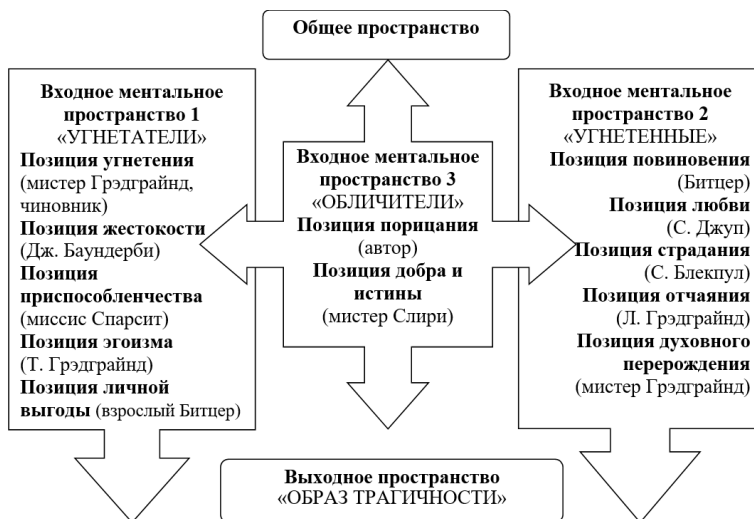 Общее пространство
Входное ментальное
пространство 1
«УГНЕТАТЕЛИ»
Позиция угнетения
(мистер Грэдграйнд,
чиновник)
Позиция жестокости
(Дж. Баундерби)
Позиция
приспособленчества
(миссис Спарсит)
Позиция эгоизма
(Т. Грэдграйнд)
Позиция личной
выгоды (взрослый Битцер)
Входное ментальное
пространство 3
«ОБЛИЧИТЕЛИ»
Позиция порицания
(автор)
Позиция добра и
истины
(мистер Слири)
Входное ментальное
пространство 2
«УГНЕТЕННЫЕ»
Позиция повиновения
(Битцер)
Позиция любви
(С. Джуп)
Позиция страдания
(С. Блекпул)
Позиция отчаяния
(Л. Грэдграйнд)
Позиция духовного
перерождения
(мистер Грэдграйнд)
Выходное пространство
«ОБРАЗ ТРАГИЧНОСТИ»